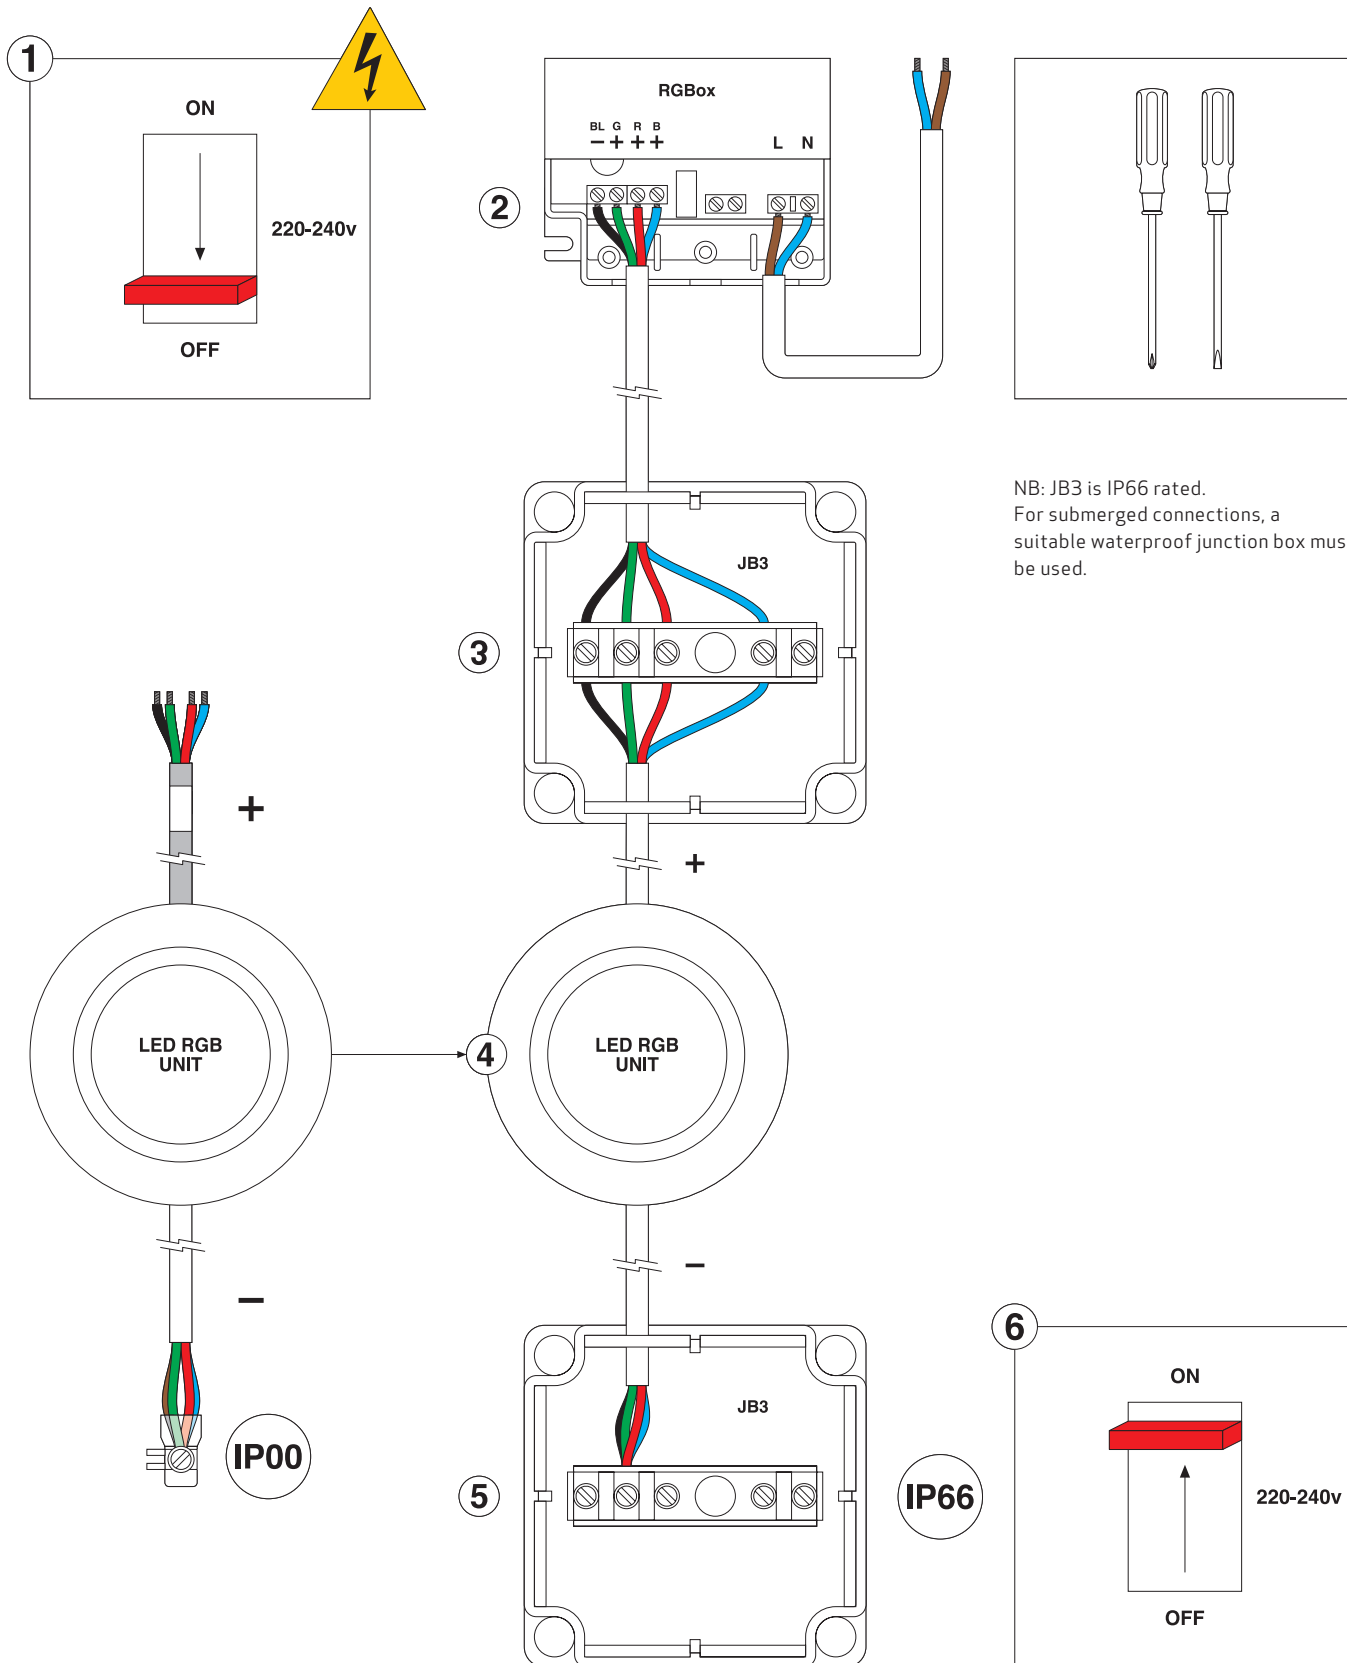 1
ON
220-240v
OFF
RGBox
BL G R B
− + + +
L N
2
NB: JB3 is IP66 rated.
For submerged connections, a
suitable waterproof junction box mus
be used.
JB3
3
+
+
LED RGB
UNIT
4
LED RGB
UNIT
−
−
IP00
JB3
5
IP66
6
ON
220-240v
OFF